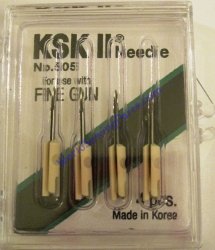 KSK II® Needle
No.505
for use with
FINE GUN
4 pcs.
Made in Korea